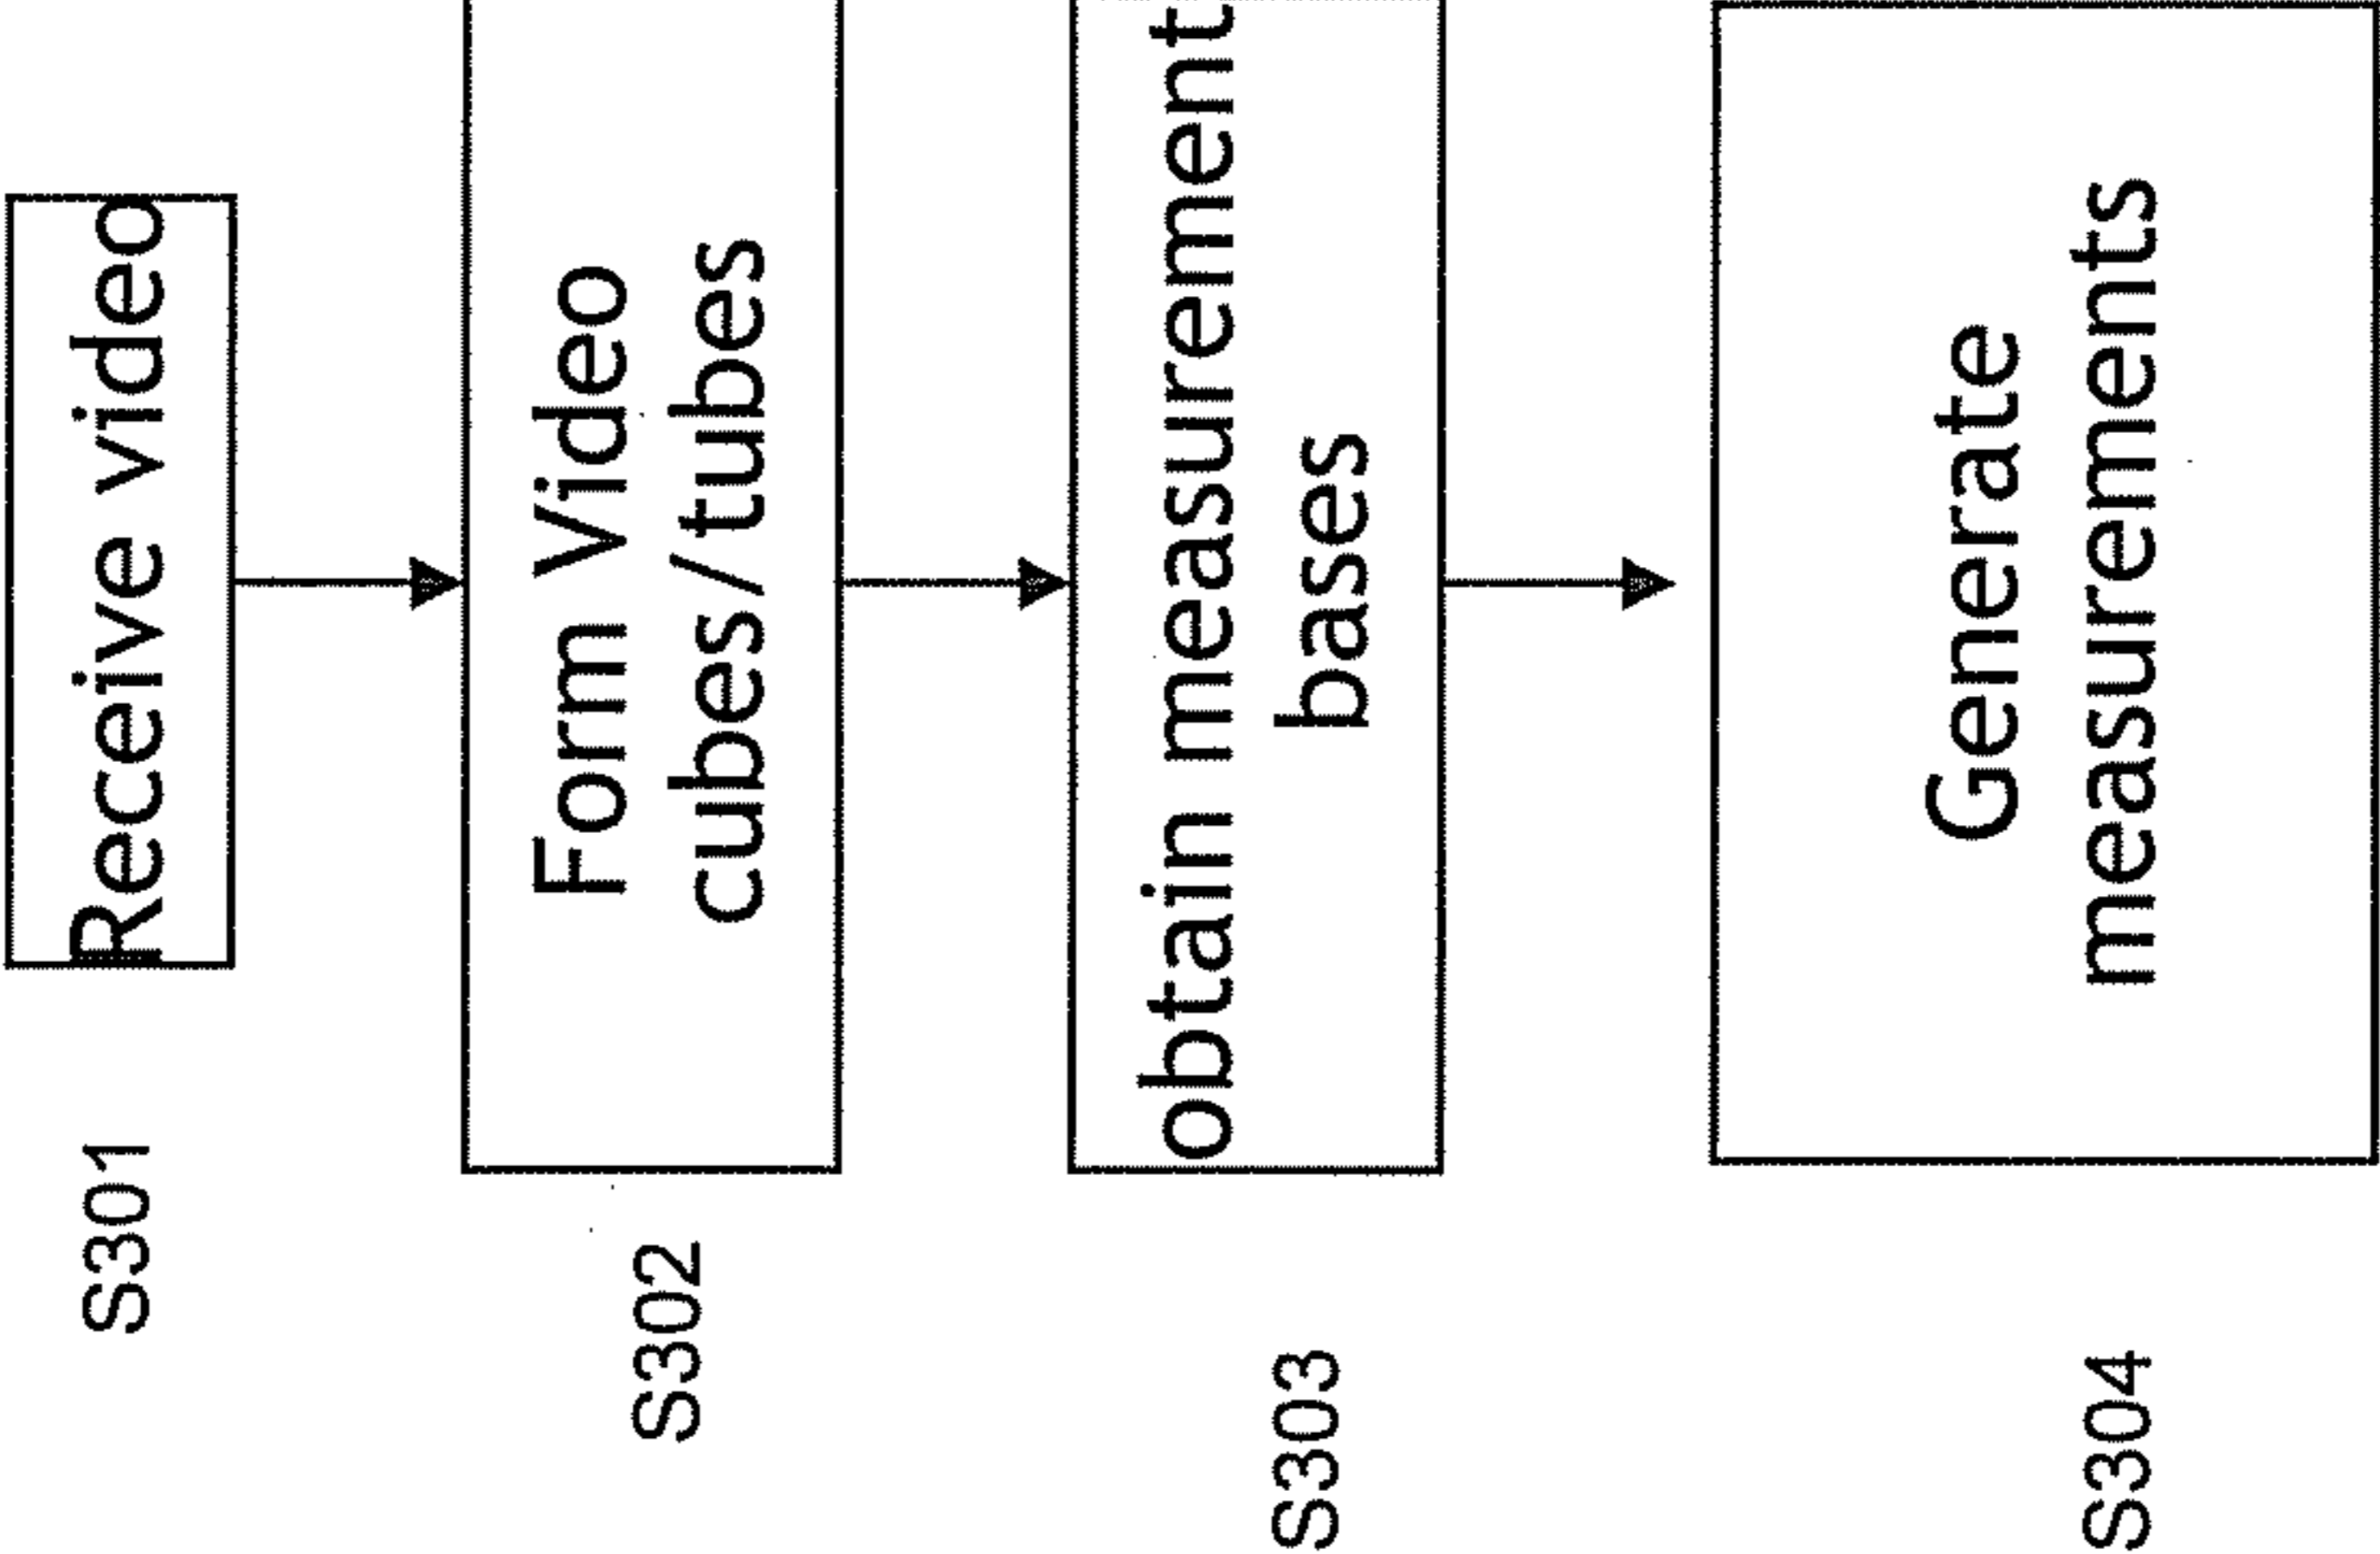 S301
Receive video
S302
Form Video
cubes/tubes
S303
obtain measurement
bases
S304
Generate
measurements